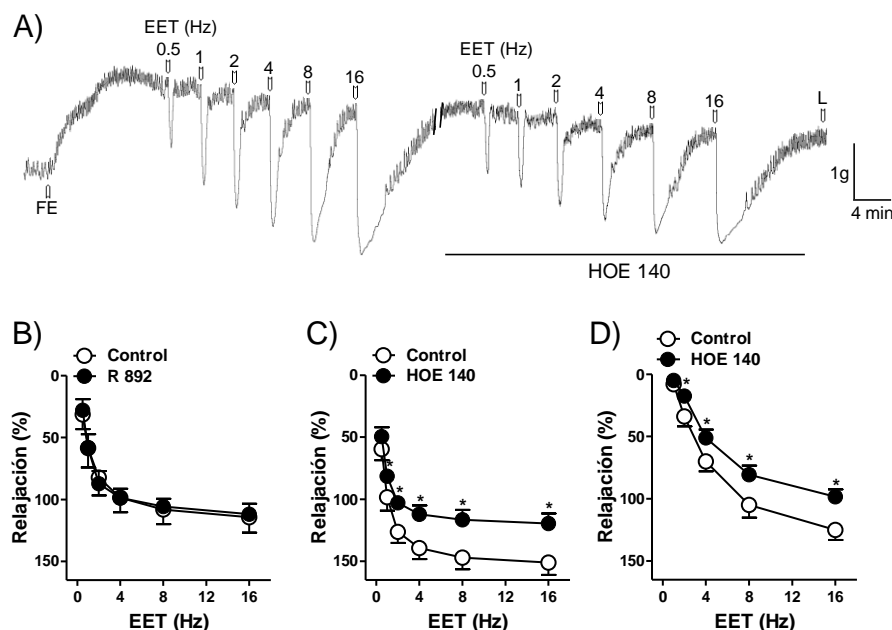 A)
EET (Hz)
0.5 1 2 4 8 16
EET (Hz)
0.5 1 2 4 8 16 L
FE
1g
4 min
HOE 140
B)
Control
R 892
Relajación (%)
0
50
100
150
0 4 8 12 16
EET (Hz)
C)
Control
HOE 140
Relajación (%)
0
50
100
150
* * * * *
0 4 8 12 16
EET (Hz)
D)
Control
HOE 140
Relajación (%)
0
50
100
150
* * * *
0 4 8 12 16
EET (Hz)